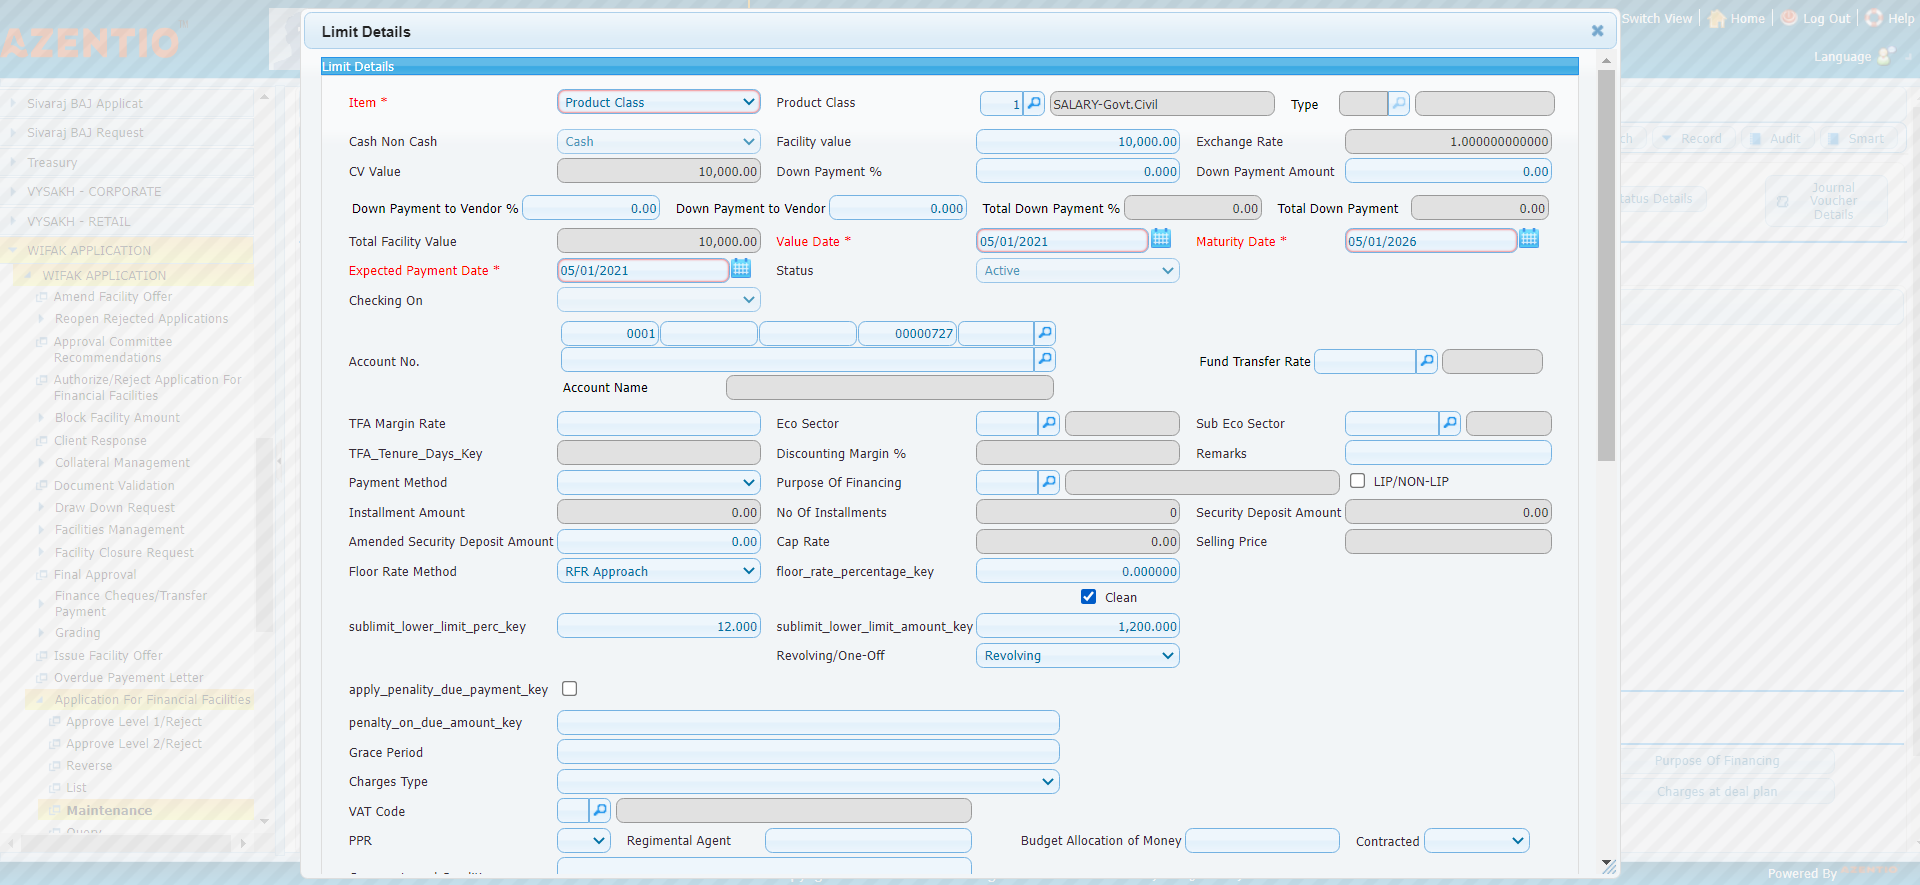 AZENTIO
Switch View
Home
Log Out
Help
Language
Limit Details
Limit Details
Item *
Product Class
Product Class
1
SALARY-Govt.Civil
Type
Cash Non Cash
Cash
Facility value
10,000.00
Exchange Rate
1.000000000000
CV Value
10,000.00
Down Payment %
0.000
Down Payment Amount
0.00
Down Payment to Vendor %
0.00
Down Payment to Vendor
0.000
Total Down Payment %
0.00
Total Down Payment
0.00
Total Facility Value
10,000.00
Value Date *
05/01/2021
Maturity Date *
05/01/2026
Expected Payment Date *
05/01/2021
Status
Active
Checking On
0001
00000727
Account No.
Fund Transfer Rate
Account Name
TFA Margin Rate
Eco Sector
Sub Eco Sector
TFA_Tenure_Days_Key
Discounting Margin %
Remarks
Payment Method
Purpose Of Financing
LIP/NON-LIP
Installment Amount
0.00
No Of Installments
0
Security Deposit Amount
0.00
Amended Security Deposit Amount
0.00
Cap Rate
0.00
Selling Price
Floor Rate Method
RFR Approach
floor_rate_percentage_key
0.000000
Clean
sublimit_lower_limit_perc_key
12.000
sublimit_lower_limit_amount_key
1,200.000
Revolving/One-Off
Revolving
apply_penality_due_payment_key
penalty_on_due_amount_key
Grace Period
Charges Type
VAT Code
PPR
Regimental Agent
Budget Allocation of Money
Contracted
Sivaraj BAJ Applicat
Sivaraj BAJ Request
Treasury
VYSAKH - CORPORATE
VYSAKH - RETAIL
WIFAK APPLICATION
WIFAK APPLICATION
Amend Facility Offer
Reopen Rejected Applications
Approval Committee
Recommendations
Authorize/Reject Application For
Financial Facilities
Block Facility Amount
Client Response
Collateral Management
Document Validation
Draw Down Request
Facilities Management
Facility Closure Request
Final Approval
Finance Cheques/Transfer
Payment
Grading
Issue Facility Offer
Overdue Payement Letter
Application For Financial Facilities
Approve Level 1/Reject
Approve Level 2/Reject
Reverse
List
Maintenance
Query
Record
Audit
Smart
tatus Details
Journal
Voucher
Details
Purpose Of Financing
Charges at deal plan
Powered By